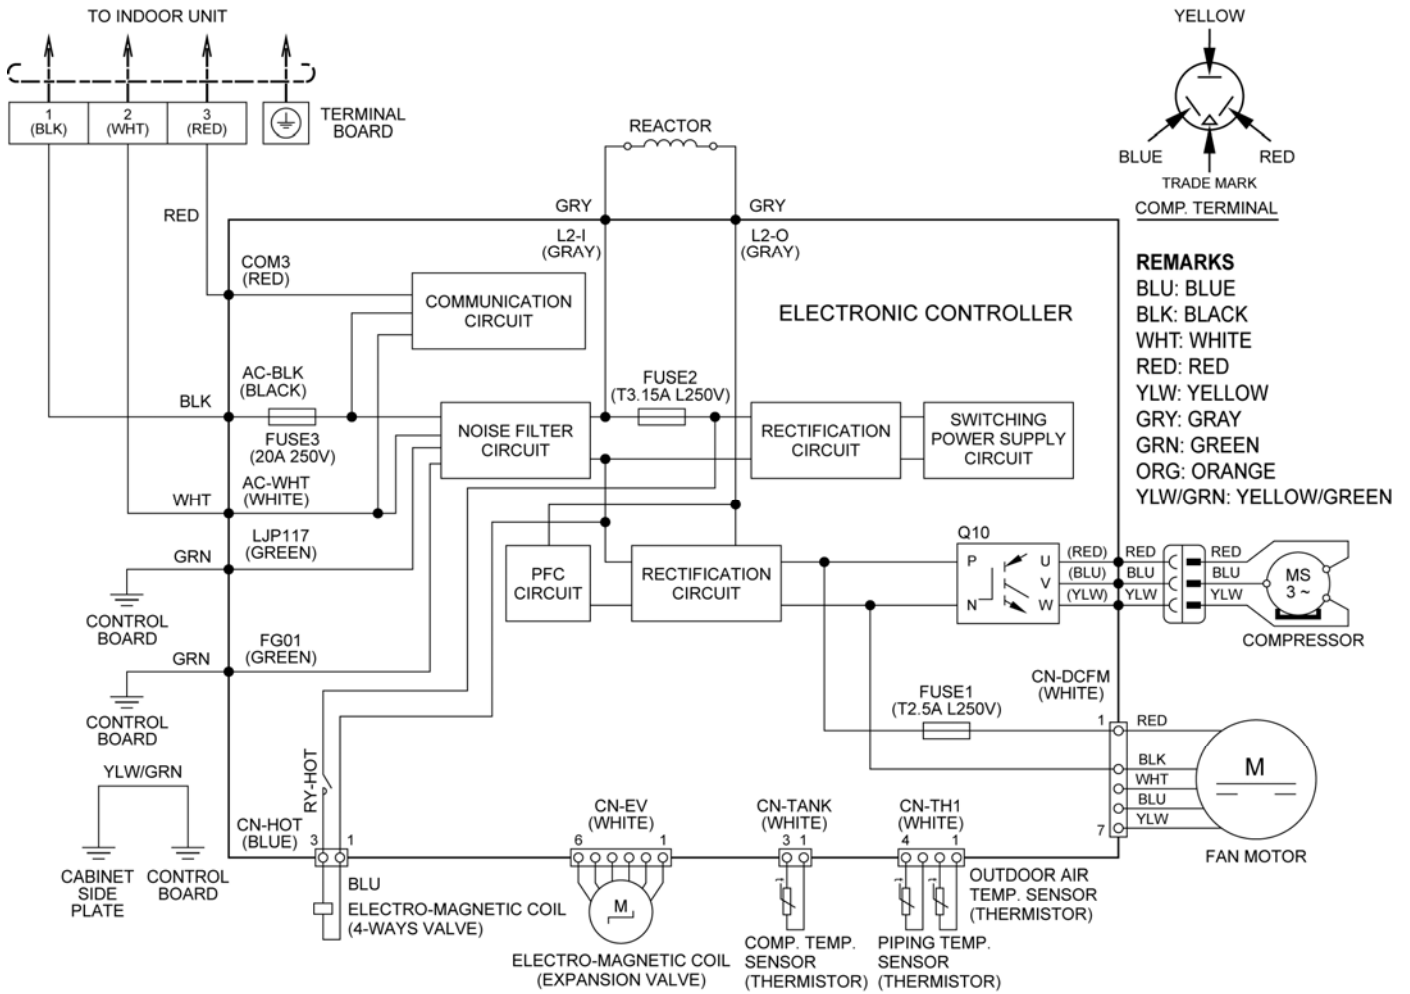 TO INDOOR UNIT
1
(BLK)
2
(WHT)
3
(RED)
TERMINAL
BOARD
YELLOW
BLUE
RED
TRADE MARK
COMP. TERMINAL
REACTOR
GRY
GRY
L2-I
(GRAY)
L2-O
(GRAY)
RED
COM3
(RED)
COMMUNICATION
CIRCUIT
ELECTRONIC CONTROLLER
REMARKS
BLU: BLUE
BLK: BLACK
WHT: WHITE
RED: RED
YLW: YELLOW
GRY: GRAY
GRN: GREEN
ORG: ORANGE
YLW/GRN: YELLOW/GREEN
AC-BLK
(BLACK)
BLK
FUSE3
(20A 250V)
NOISE FILTER
CIRCUIT
FUSE2
(T3.15A L250V)
RECTIFICATION
CIRCUIT
SWITCHING
POWER SUPPLY
CIRCUIT
WHT
AC-WHT
(WHITE)
GRN
LJP117
(GREEN)
CONTROL
BOARD
PFC
CIRCUIT
RECTIFICATION
CIRCUIT
Q10
P
N
U
V
W
(RED)
(BLU)
(YLW)
RED
BLU
YLW
RED
BLU
YLW
MS
3 ~
COMPRESSOR
GRN
FG01
(GREEN)
CONTROL
BOARD
FUSE1
(T2.5A L250V)
CN-DCFM
(WHITE)
1
7
RED
BLK
WHT
BLU
YLW
M
FAN MOTOR
YLW/GRN
CABINET
SIDE
PLATE
CONTROL
BOARD
RY-HOT
CN-HOT
(BLUE)
3
1
BLU
ELECTRO-MAGNETIC COIL
(4-WAYS VALVE)
CN-EV
(WHITE)
6
1
M
ELECTRO-MAGNETIC COIL
(EXPANSION VALVE)
CN-TANK
(WHITE)
3
1
COMP. TEMP.
SENSOR
(THERMISTOR)
CN-TH1
(WHITE)
4
1
PIPING TEMP.
SENSOR
(THERMISTOR)
OUTDOOR AIR
TEMP. SENSOR
(THERMISTOR)